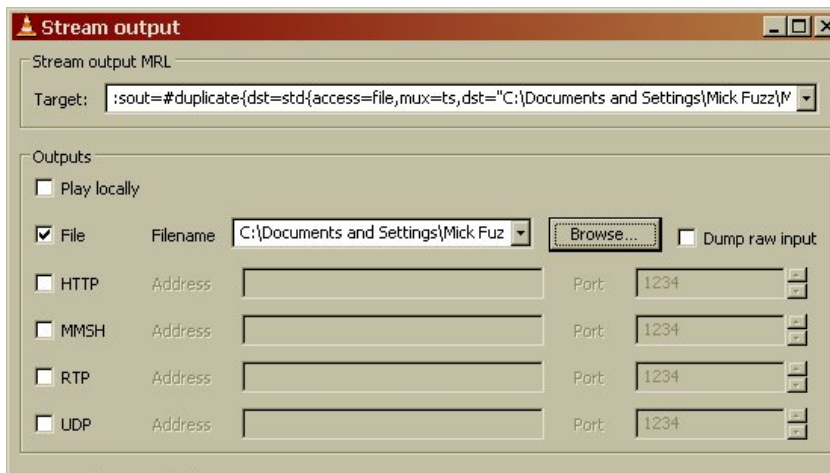 Stream output
Stream output MRL
Target: :sout=#duplicate{dst=std{access=file,mux=ts,dst="C:\Documents and Settings\Mick Fuzz\M
Outputs
Play locally
File Filename C:\Documents and Settings\Mick Fuz Browse... Dump raw input
HTTP Address Port 1234
MMSH Address Port 1234
RTP Address Port 1234
UDP Address Port 1234